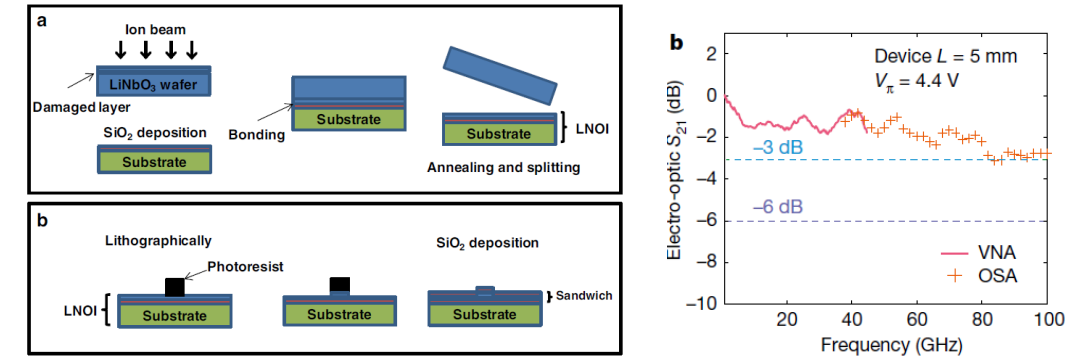 a
Ion beam
LiNbO₃ wafer
Damaged layer
SiO₂ deposition
Substrate
Bonding
Substrate
Substrate
LNOI
Annealing and splitting
b
Lithographically
Photoresist
LNOI
Substrate
Substrate
SiO₂ deposition
Sandwich
Substrate
b
Electro-optic S₂₁ (dB)
2
0
−2
−4
−6
−8
−10
Device L = 5 mm
Vπ = 4.4 V
−3 dB
−6 dB
VNA
OSA
20 40 60 80 100
Frequency (GHz)